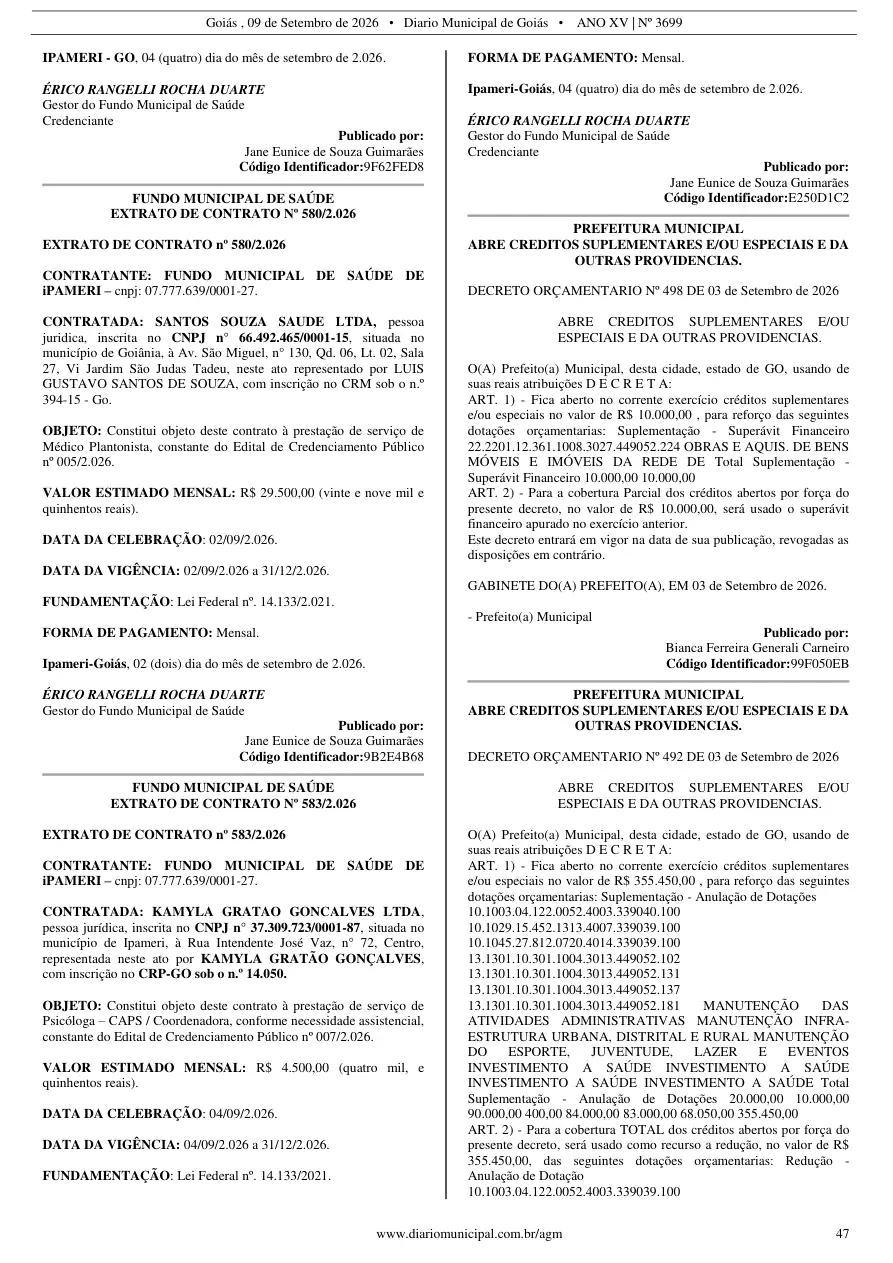 Goiás , 09 de Setembro de 2026 • Diario Municipal de Goiás • ANO XV | Nº 3699
IPAMERI - GO, 04 (quatro) dia do mês de setembro de 2.026.
ÉRICO RANGELLI ROCHA DUARTE
Gestor do Fundo Municipal de Saúde
Credenciante
Publicado por:
Jane Eunice de Souza Guimarães
Código Identificador:9F62FED8
FUNDO MUNICIPAL DE SAÚDE
EXTRATO DE CONTRATO Nº 580/2.026
EXTRATO DE CONTRATO nº 580/2.026
CONTRATANTE: FUNDO MUNICIPAL DE SAÚDE DE
iPAMERI – cnpj: 07.777.639/0001-27.
CONTRATADA: SANTOS SOUZA SAUDE LTDA, pessoa
juridica, inscrita no CNPJ n° 66.492.465/0001-15, situada no
município de Goiânia, à Av. São Miguel, n° 130, Qd. 06, Lt. 02, Sala
27, Vi Jardim São Judas Tadeu, neste ato representado por LUIS
GUSTAVO SANTOS DE SOUZA, com inscrição no CRM sob o n.º
394-15 - Go.
OBJETO: Constitui objeto deste contrato à prestação de serviço de
Médico Plantonista, constante do Edital de Credenciamento Público
nº 005/2.026.
VALOR ESTIMADO MENSAL: R$ 29.500,00 (vinte e nove mil e
quinhentos reais).
DATA DA CELEBRAÇÃO: 02/09/2.026.
DATA DA VIGÊNCIA: 02/09/2.026 a 31/12/2.026.
FUNDAMENTAÇÃO: Lei Federal nº. 14.133/2.021.
FORMA DE PAGAMENTO: Mensal.
Ipameri-Goiás, 02 (dois) dia do mês de setembro de 2.026.
ÉRICO RANGELLI ROCHA DUARTE
Gestor do Fundo Municipal de Saúde
Publicado por:
Jane Eunice de Souza Guimarães
Código Identificador:9B2E4B68
FUNDO MUNICIPAL DE SAÚDE
EXTRATO DE CONTRATO Nº 583/2.026
EXTRATO DE CONTRATO nº 583/2.026
CONTRATANTE: FUNDO MUNICIPAL DE SAÚDE DE
iPAMERI – cnpj: 07.777.639/0001-27.
CONTRATADA: KAMYLA GRATAO GONCALVES LTDA,
pessoa jurídica, inscrita no CNPJ n° 37.309.723/0001-87, situada no
município de Ipameri, à Rua Intendente José Vaz, n° 72, Centro,
representada neste ato por KAMYLA GRATÃO GONÇALVES,
com inscrição no CRP-GO sob o n.º 14.050.
OBJETO: Constitui objeto deste contrato à prestação de serviço de
Psicóloga – CAPS / Coordenadora, conforme necessidade assistencial,
constante do Edital de Credenciamento Público nº 007/2.026.
VALOR ESTIMADO MENSAL: R$ 4.500,00 (quatro mil, e
quinhentos reais).
DATA DA CELEBRAÇÃO: 04/09/2.026.
DATA DA VIGÊNCIA: 04/09/2.026 a 31/12/2.026.
FUNDAMENTAÇÃO: Lei Federal nº. 14.133/2021.
FORMA DE PAGAMENTO: Mensal.
Ipameri-Goiás, 04 (quatro) dia do mês de setembro de 2.026.
ÉRICO RANGELLI ROCHA DUARTE
Gestor do Fundo Municipal de Saúde
Credenciante
Publicado por:
Jane Eunice de Souza Guimarães
Código Identificador:E250D1C2
PREFEITURA MUNICIPAL
ABRE CREDITOS SUPLEMENTARES E/OU ESPECIAIS E DA
OUTRAS PROVIDENCIAS.
DECRETO ORÇAMENTARIO Nº 498 DE 03 de Setembro de 2026
ABRE CREDITOS SUPLEMENTARES E/OU
ESPECIAIS E DA OUTRAS PROVIDENCIAS.
O(A) Prefeito(a) Municipal, desta cidade, estado de GO, usando de
suas reais atribuições D E C R E T A:
ART. 1) - Fica aberto no corrente exercício créditos suplementares
e/ou especiais no valor de R$ 10.000,00 , para reforço das seguintes
dotações orçamentarias: Suplementação - Superávit Financeiro
22.2201.12.361.1008.3027.449052.224 OBRAS E AQUIS. DE BENS
MÓVEIS E IMÓVEIS DA REDE DE Total Suplementação -
Superávit Financeiro 10.000,00 10.000,00
ART. 2) - Para a cobertura Parcial dos créditos abertos por força do
presente decreto, no valor de R$ 10.000,00, será usado o superávit
financeiro apurado no exercício anterior.
Este decreto entrará em vigor na data de sua publicação, revogadas as
disposições em contrário.
GABINETE DO(A) PREFEITO(A), EM 03 de Setembro de 2026.
- Prefeito(a) Municipal
Publicado por:
Bianca Ferreira Generali Carneiro
Código Identificador:99F050EB
PREFEITURA MUNICIPAL
ABRE CREDITOS SUPLEMENTARES E/OU ESPECIAIS E DA
OUTRAS PROVIDENCIAS.
DECRETO ORÇAMENTARIO Nº 492 DE 03 de Setembro de 2026
ABRE CREDITOS SUPLEMENTARES E/OU
ESPECIAIS E DA OUTRAS PROVIDENCIAS.
O(A) Prefeito(a) Municipal, desta cidade, estado de GO, usando de
suas reais atribuições D E C R E T A:
ART. 1) - Fica aberto no corrente exercício créditos suplementares
e/ou especiais no valor de R$ 355.450,00 , para reforço das seguintes
dotações orçamentarias: Suplementação - Anulação de Dotações
10.1003.04.122.0052.4003.339040.100
10.1029.15.452.1313.4007.339039.100
10.1045.27.812.0720.4014.339039.100
13.1301.10.301.1004.3013.449052.102
13.1301.10.301.1004.3013.449052.131
13.1301.10.301.1004.3013.449052.137
13.1301.10.301.1004.3013.449052.181 MANUTENÇÃO DAS
ATIVIDADES ADMINISTRATIVAS MANUTENÇÃO INFRA-
ESTRUTURA URBANA, DISTRITAL E RURAL MANUTENÇÃO
DO ESPORTE, JUVENTUDE, LAZER E EVENTOS
INVESTIMENTO A SAÚDE INVESTIMENTO A SAÚDE
INVESTIMENTO A SAÚDE INVESTIMENTO A SAÚDE Total
Suplementação - Anulação de Dotações 20.000,00 10.000,00
90.000,00 400,00 84.000,00 83.000,00 68.050,00 355.450,00
ART. 2) - Para a cobertura TOTAL dos créditos abertos por força do
presente decreto, será usado como recurso a redução, no valor de R$
355.450,00, das seguintes dotações orçamentarias: Redução -
Anulação de Dotação
10.1003.04.122.0052.4003.339039.100
www.diariomunicipal.com.br/agm
47